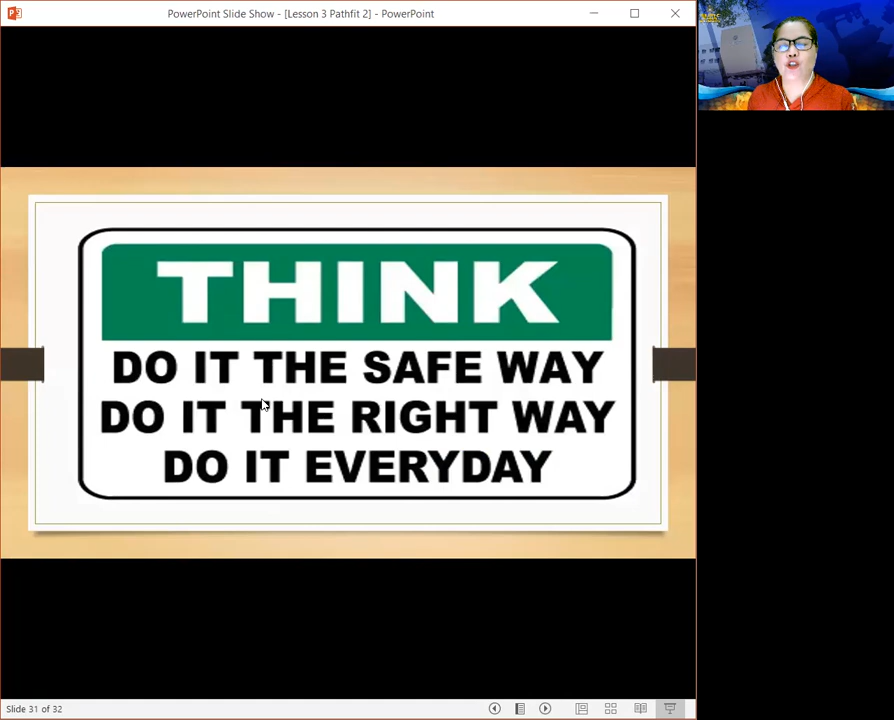 PowerPoint Slide Show - [Lesson 3 Pathfit 2] - PowerPoint
THINK
DO IT THE SAFE WAY
DO IT THE RIGHT WAY
DO IT EVERYDAY
Slide 31 of 32